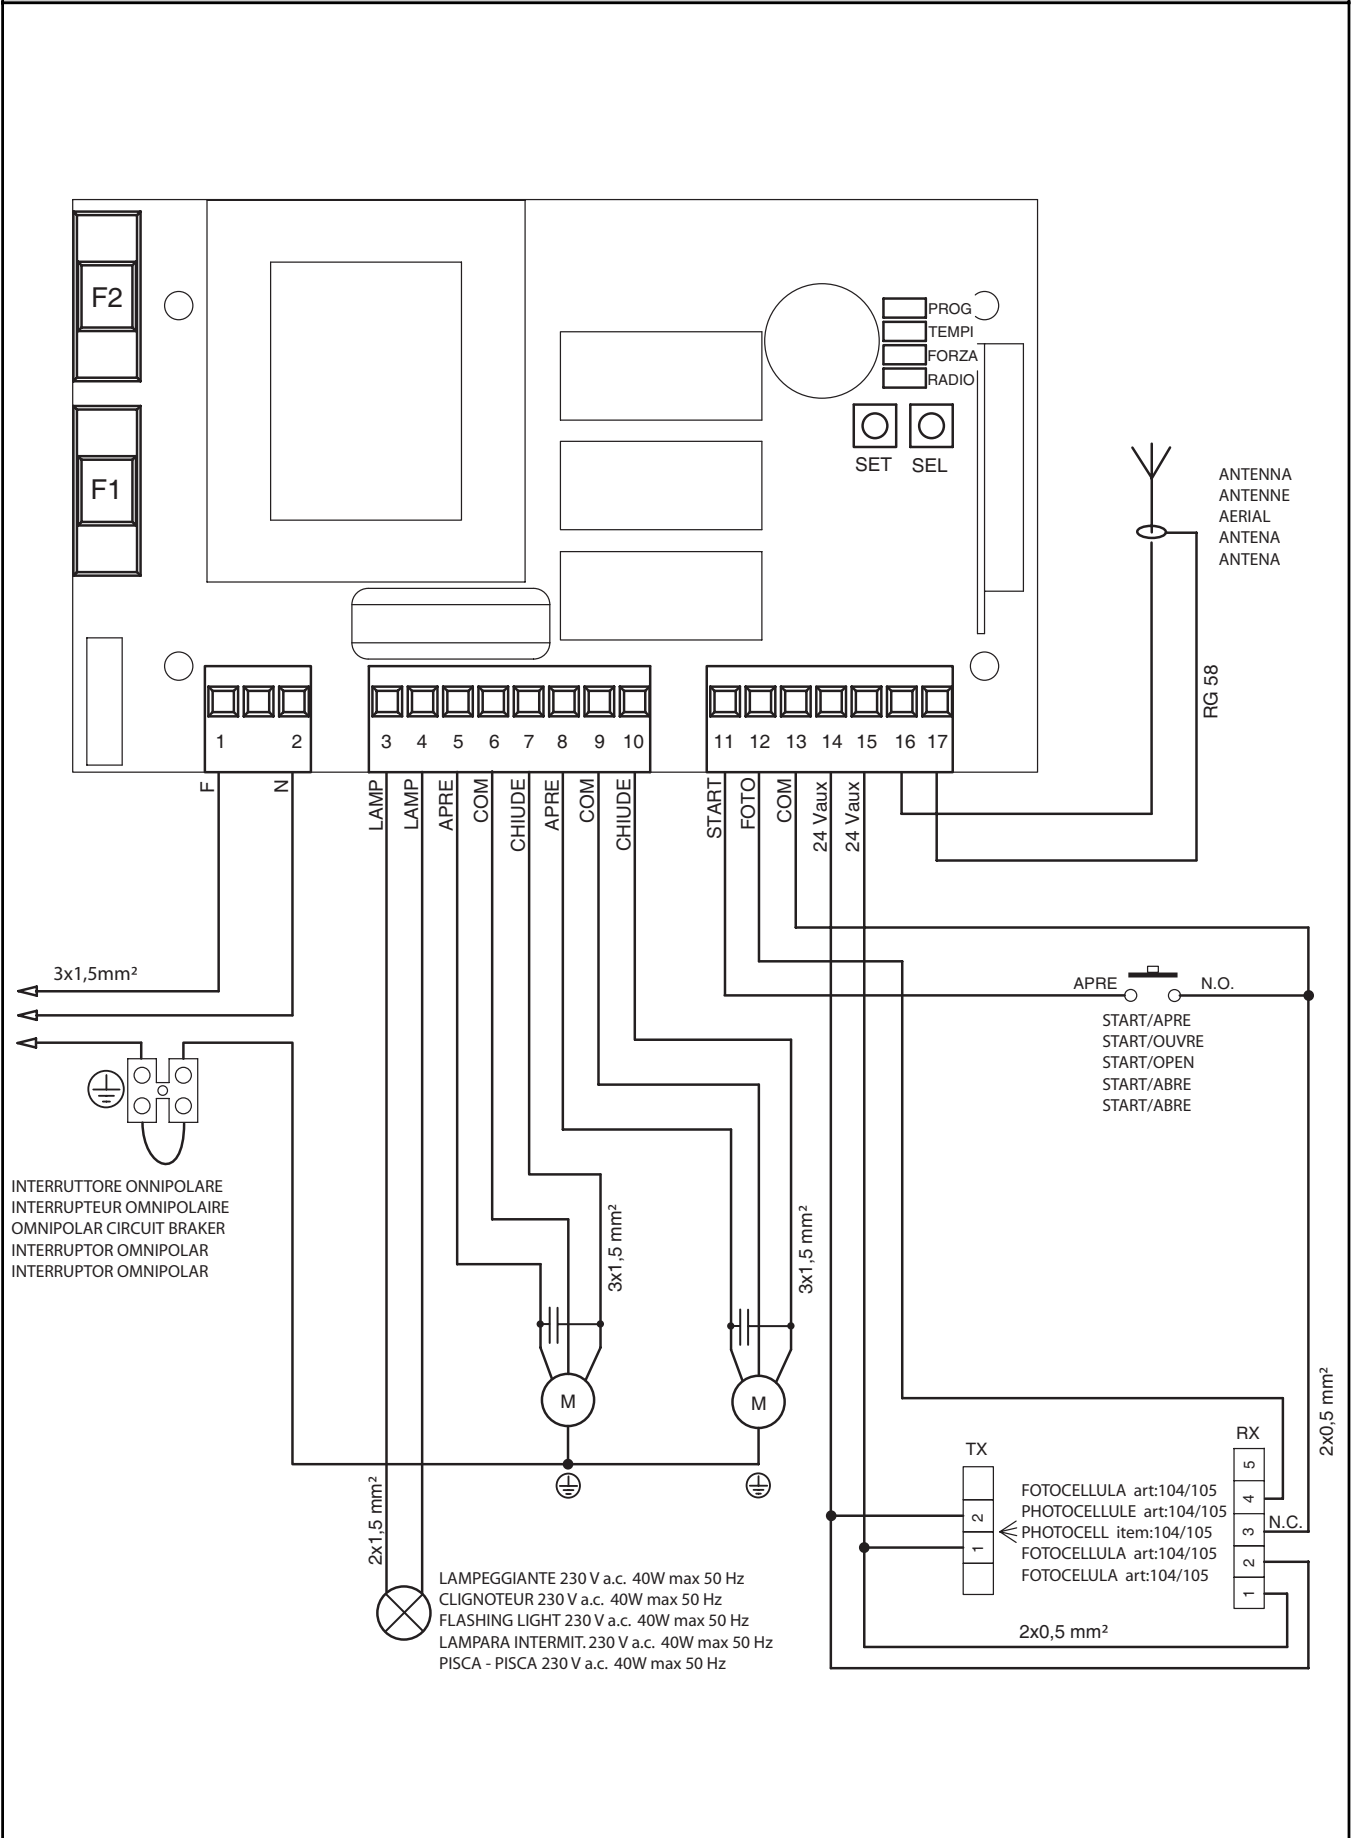 F2
F1
PROG
TEMPI
FORZA
RADIO
SET SEL
ANTENNA
ANTENNE
AERIAL
ANTENA
ANTENA
RG 58
1 2
3 4 5 6 7 8 9 10
11 12 13 14 15 16 17
F
N
LAMP
LAMP
APRE
COM
CHIUDE
APRE
COM
CHIUDE
START
FOTO
COM
24 Vaux
24 Vaux
3x1,5mm²
APRE N.O.
START/APRE
START/OUVRE
START/OPEN
START/ABRE
START/ABRE
INTERRUTTORE ONNIPOLARE
INTERRUPTEUR OMNIPOLAIRE
OMNIPOLAR CIRCUIT BRAKER
INTERRUPTOR OMNIPOLAR
INTERRUPTOR OMNIPOLAR
3x1,5 mm²
3x1,5 mm²
M
M
2x0,5 mm²
TX
2
1
RX
5
4
3
2
1
N.C.
FOTOCELLULA art:104/105
PHOTOCELLULE art:104/105
PHOTOCELL item:104/105
FOTOCELLULA art:104/105
FOTOCELULA art:104/105
2x0,5 mm²
2x1,5 mm²
LAMPEGGIANTE 230 V a.c. 40W max 50 Hz
CLIGNOTEUR 230 V a.c. 40W max 50 Hz
FLASHING LIGHT 230 V a.c. 40W max 50 Hz
LAMPARA INTERMIT. 230 V a.c. 40W max 50 Hz
PISCA - PISCA 230 V a.c. 40W max 50 Hz